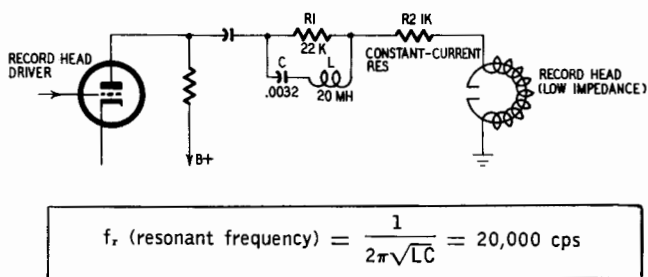 RECORD HEAD
DRIVER
R1
22 K
C
.0032
L
20 MH
R2 1K
CONSTANT-CURRENT
RES
RECORD HEAD
(LOW IMPEDANCE)
B+
fr (resonant frequency) = 1 / 2π√LC = 20,000 cps